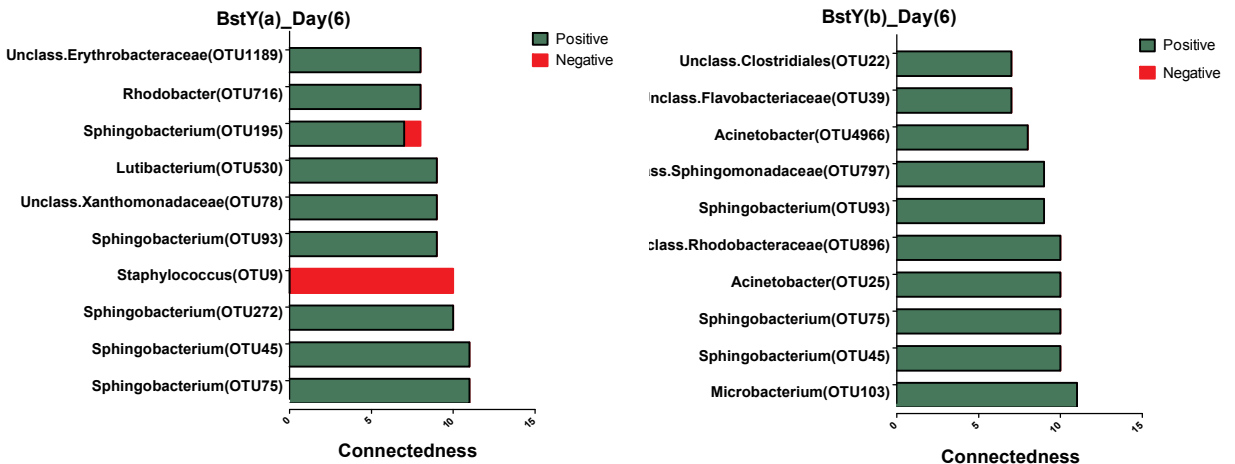 BstY(a)_Day(6)
Positive
Negative
Unclass.Erythrobacteraceae(OTU1189)
Rhodobacter(OTU716)
Sphingobacterium(OTU195)
Lutibacterium(OTU530)
Unclass.Xanthomonadaceae(OTU78)
Sphingobacterium(OTU93)
Staphylococcus(OTU9)
Sphingobacterium(OTU272)
Sphingobacterium(OTU45)
Sphingobacterium(OTU75)
0 5 10 15
Connectedness
BstY(b)_Day(6)
Positive
Negative
Unclass.Clostridiales(OTU22)
nclass.Flavobacteriaceae(OTU39)
Acinetobacter(OTU4966)
ss.Sphingomonadaceae(OTU797)
Sphingobacterium(OTU93)
class.Rhodobacteraceae(OTU896)
Acinetobacter(OTU25)
Sphingobacterium(OTU75)
Sphingobacterium(OTU45)
Microbacterium(OTU103)
0 5 10 15
Connectedness